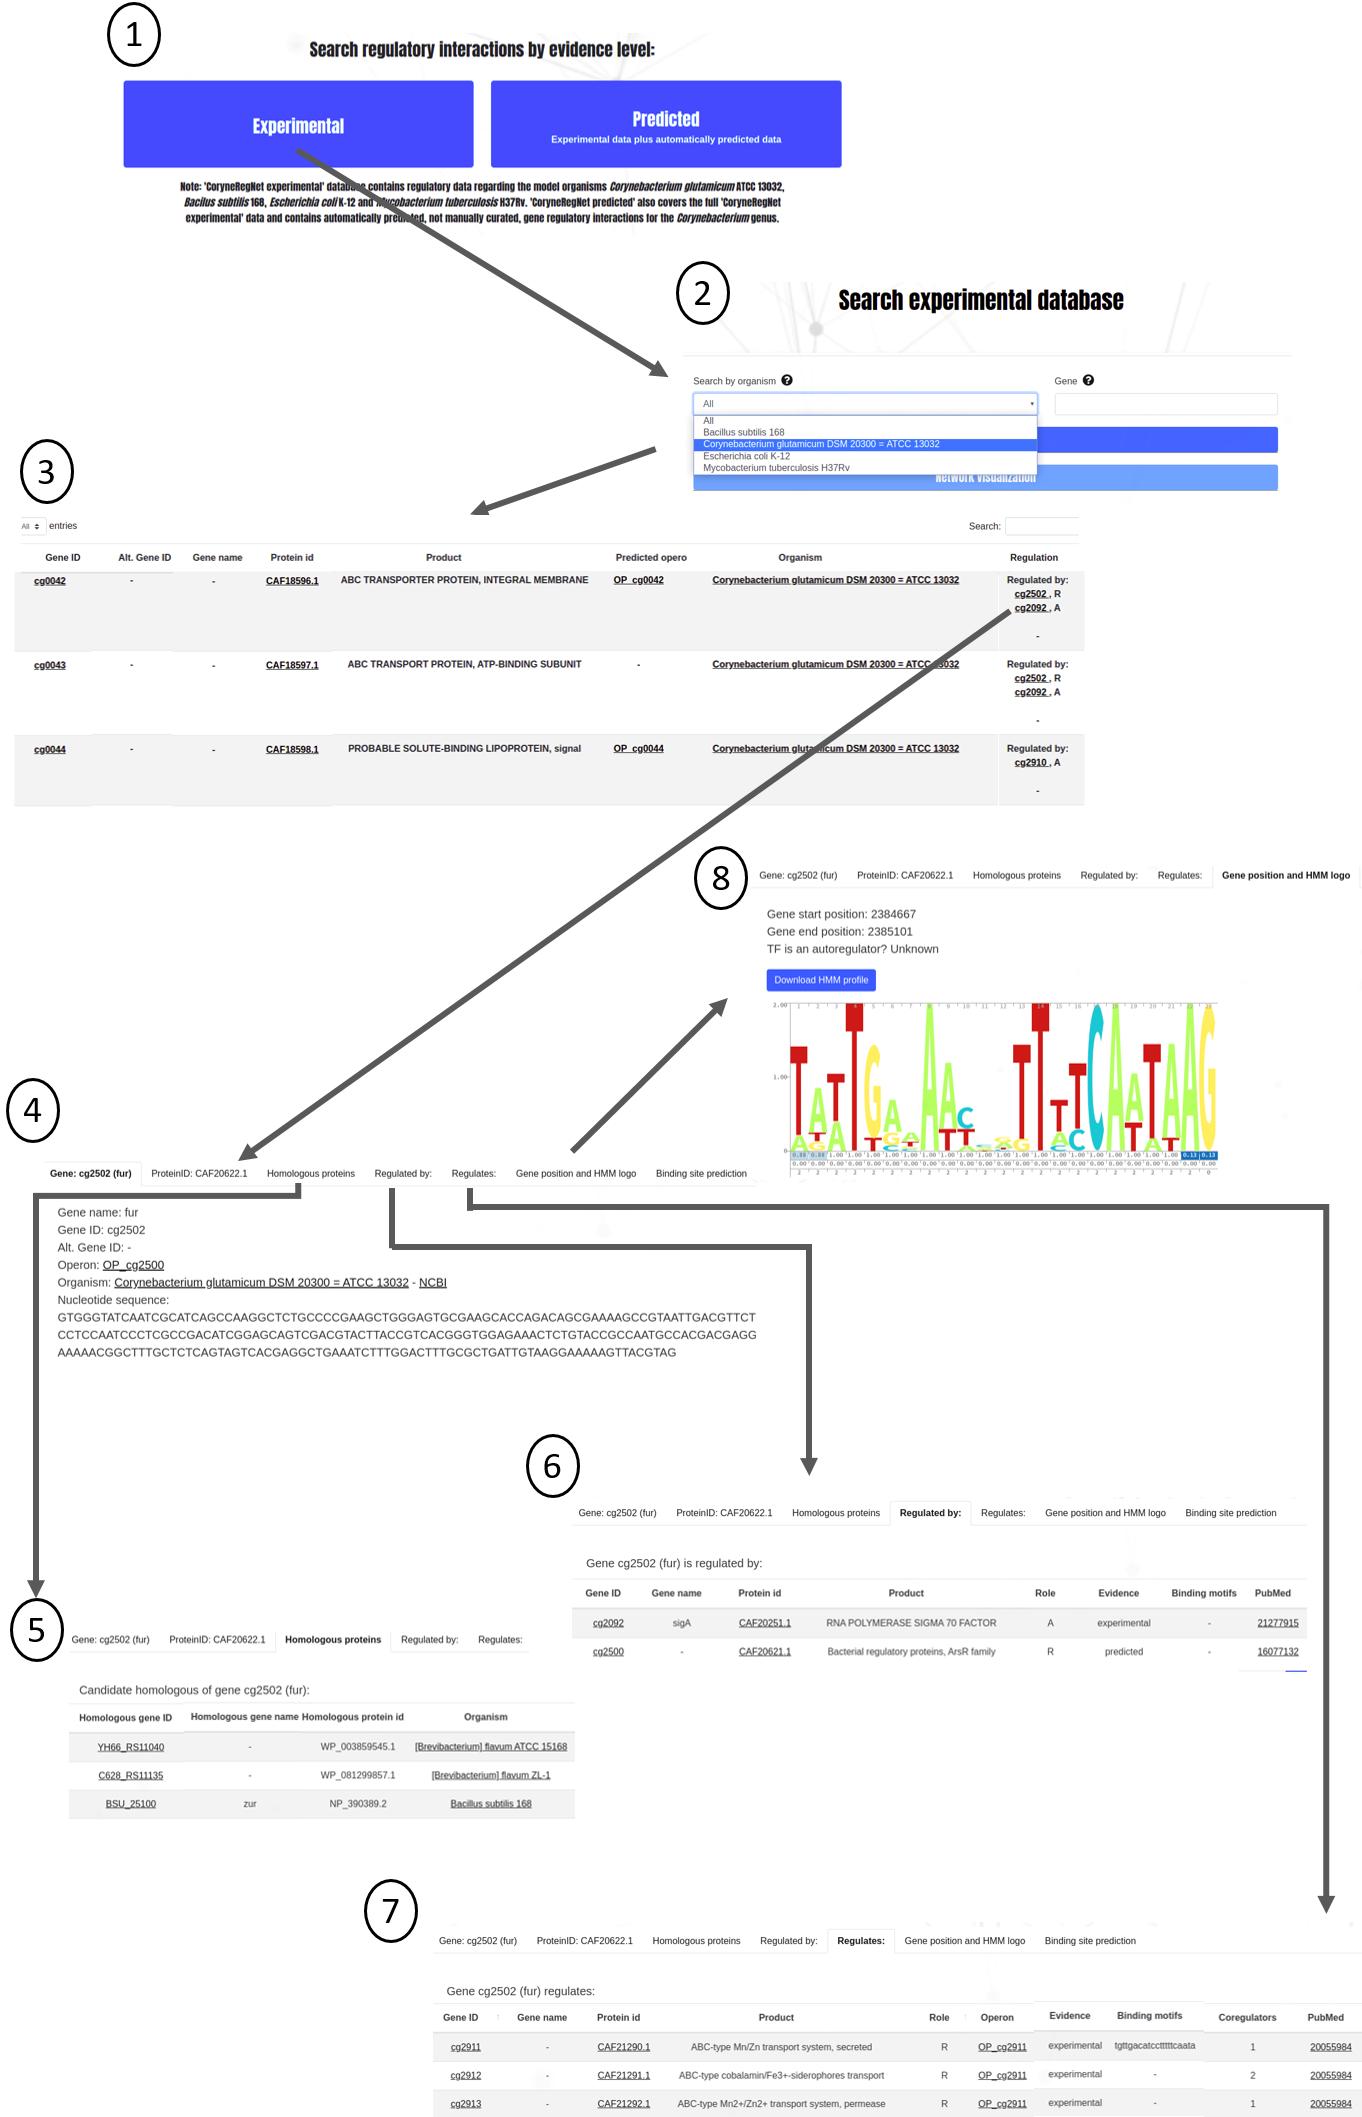 1
Search regulatory interactions by evidence level:
Experimental
Predicted
Experimental data plus automatically predicted data
Note: 'CoryneRegNet experimental' database contains regulatory data regarding the model organisms Corynebacterium glutamicum ATCC 13032,
Bacilus subtilis 168, Escherichia coli K-12 and Mycobacterium tuberculosis H37Rv. 'CoryneRegNet predicted' also covers the full 'CoryneRegNet
experimental' data and contains automatically predicted, not manually curated, gene regulatory interactions for the Corynebacterium genus.
2
Search experimental database
Search by organism ?
Gene ?
All
All
Bacillus subtilis 168
Corynebacterium glutamicum DSM 20300 = ATCC 13032
Escherichia coli K-12
Mycobacterium tuberculosis H37Rv
Network visualization
3
All entries
Search:
Gene ID Alt. Gene ID Gene name Protein id Product Predicted opero Organism Regulation
cg0042 - - CAF18596.1 ABC TRANSPORTER PROTEIN, INTEGRAL MEMBRANE OP_cg0042 Corynebacterium glutamicum DSM 20300 = ATCC 13032 Regulated by:
cg2502 , R
cg2092 , A
-
cg0043 - - CAF18597.1 ABC TRANSPORT PROTEIN, ATP-BINDING SUBUNIT - Corynebacterium glutamicum DSM 20300 = ATCC 13032 Regulated by:
cg2502 , R
cg2092 , A
-
cg0044 - - CAF18598.1 PROBABLE SOLUTE-BINDING LIPOPROTEIN, signal OP_cg0044 Corynebacterium glutamicum DSM 20300 = ATCC 13032 Regulated by:
cg2910 , A
-
8
Gene: cg2502 (fur) ProteinID: CAF20622.1 Homologous proteins Regulated by: Regulates: Gene position and HMM logo
Gene start position: 2384667
Gene end position: 2385101
TF is an autoregulator? Unknown
Download HMM profile
2.00
1.00
0
4
Gene: cg2502 (fur) ProteinID: CAF20622.1 Homologous proteins Regulated by: Regulates: Gene position and HMM logo Binding site prediction
Gene name: fur
Gene ID: cg2502
Alt. Gene ID: -
Operon: OP_cg2500
Organism: Corynebacterium glutamicum DSM 20300 = ATCC 13032 - NCBI
Nucleotide sequence:
GTGGGTATCAATCGCATCAGCCAAGGCTCTGCCCCGAAGCTGGGAGTGCGAAGCACCAGACAGCGAAAAGCCGTAATTGACGTTCT
CCTCCAATCCCTCGCCGACATCGGAGCAGTCGACGTACTTACCGTCACGGGTGGAGAAACTCTGTACCGCCAATGCCACGACGAGG
AAAAACGGCTTTGCTCTCAGTAGTCACGAGGCTGAAATCTTTGGACTTTGCGCTGATTGTAAGGAAAAAGTTACGTAG
6
Gene: cg2502 (fur) ProteinID: CAF20622.1 Homologous proteins Regulated by: Regulates: Gene position and HMM logo Binding site prediction
Gene cg2502 (fur) is regulated by:
Gene ID Gene name Protein id Product Role Evidence Binding motifs PubMed
cg2092 sigA CAF20251.1 RNA POLYMERASE SIGMA 70 FACTOR A experimental - 21277915
cg2500 - CAF20621.1 Bacterial regulatory proteins, ArsR family R predicted - 16077132
5
Gene: cg2502 (fur) ProteinID: CAF20622.1 Homologous proteins Regulated by: Regulates:
Candidate homologous of gene cg2502 (fur):
Homologous gene ID Homologous gene name Homologous protein id Organism
YH66_RS11040 - WP_003859545.1 [Brevibacterium] flavum ATCC 15168
C628_RS11135 - WP_081299857.1 [Brevibacterium] flavum ZL-1
BSU_25100 zur NP_390389.2 Bacillus subtilis 168
7
Gene: cg2502 (fur) ProteinID: CAF20622.1 Homologous proteins Regulated by: Regulates: Gene position and HMM logo Binding site prediction
Gene cg2502 (fur) regulates:
Gene ID Gene name Protein id Product Role Operon Evidence Binding motifs Coregulators PubMed
cg2911 - CAF21290.1 ABC-type Mn/Zn transport system, secreted R OP_cg2911 experimental tgttgacatcctttttcaata 1 20055984
cg2912 - CAF21291.1 ABC-type cobalamin/Fe3+-siderophores transport R OP_cg2911 experimental - 2 20055984
cg2913 - CAF21292.1 ABC-type Mn2+/Zn2+ transport system, permease R OP_cg2911 experimental - 1 20055984